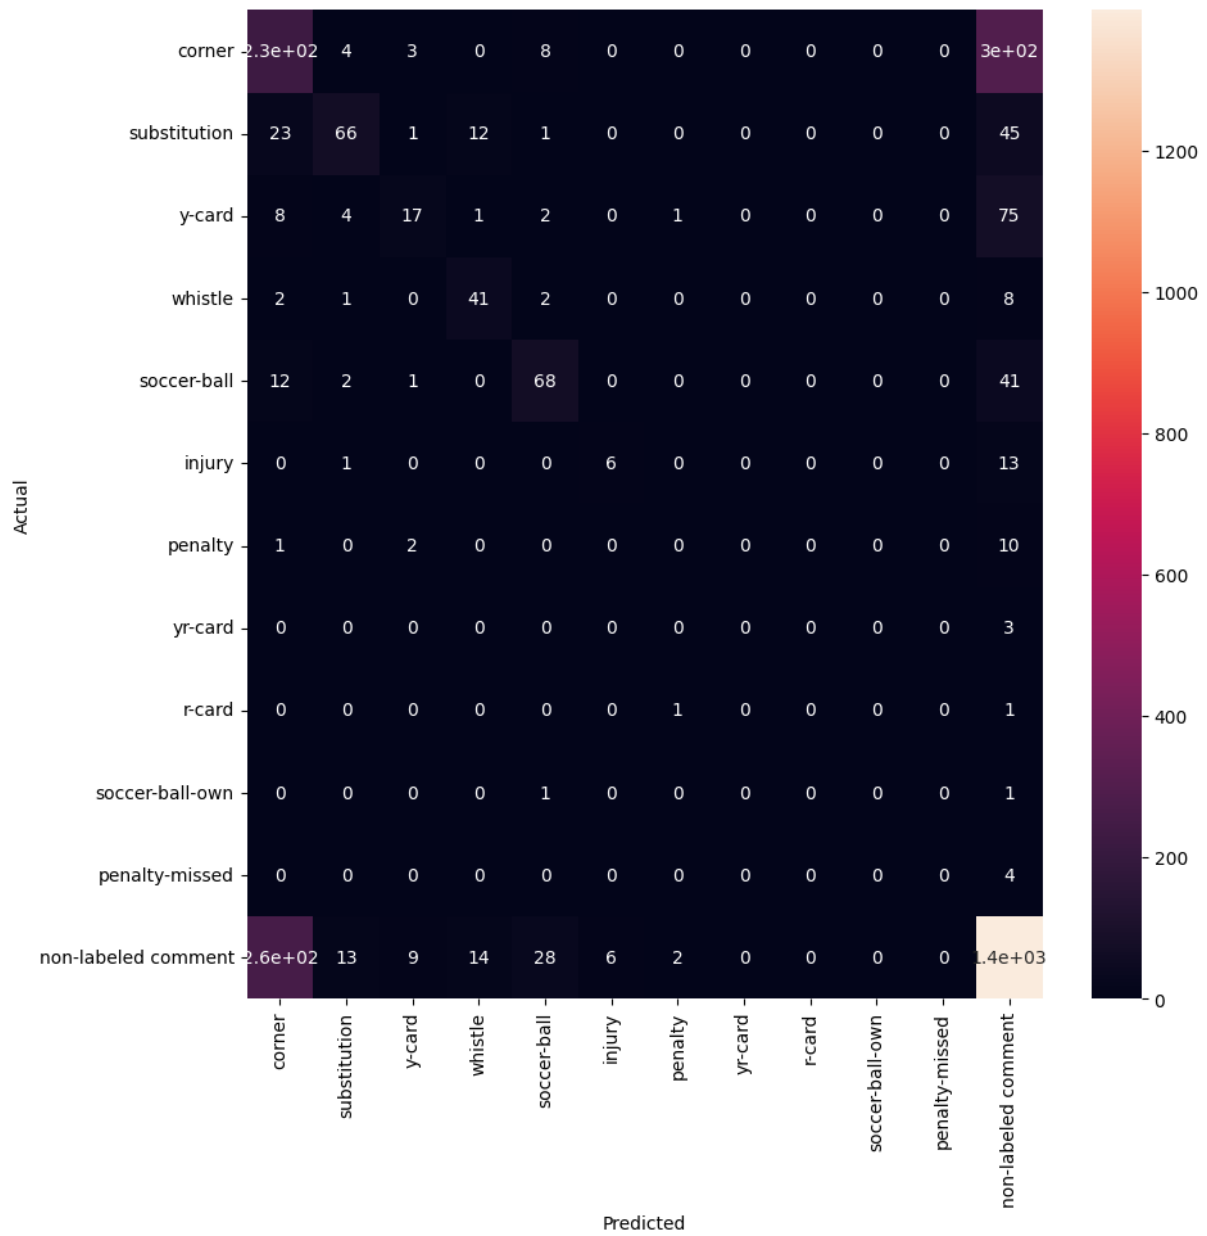 corner 2.3e+02 4 3 0 8 0 0 0 0 0 0 3e+02
substitution 23 66 1 12 1 0 0 0 0 0 0 45
y-card 8 4 17 1 2 0 1 0 0 0 0 75
whistle 2 1 0 41 2 0 0 0 0 0 0 8
soccer-ball 12 2 1 0 68 0 0 0 0 0 0 41
injury 0 1 0 0 0 6 0 0 0 0 0 13
penalty 1 0 2 0 0 0 0 0 0 0 0 10
yr-card 0 0 0 0 0 0 0 0 0 0 0 3
r-card 0 0 0 0 0 0 1 0 0 0 0 1
soccer-ball-own 0 0 0 0 1 0 0 0 0 0 0 1
penalty-missed 0 0 0 0 0 0 0 0 0 0 0 4
non-labeled comment 2.6e+02 13 9 14 28 6 2 0 0 0 0 1.4e+03
Actual
corner
substitution
y-card
whistle
soccer-ball
injury
penalty
yr-card
r-card
soccer-ball-own
penalty-missed
non-labeled comment
Predicted
1200
1000
800
600
400
200
0